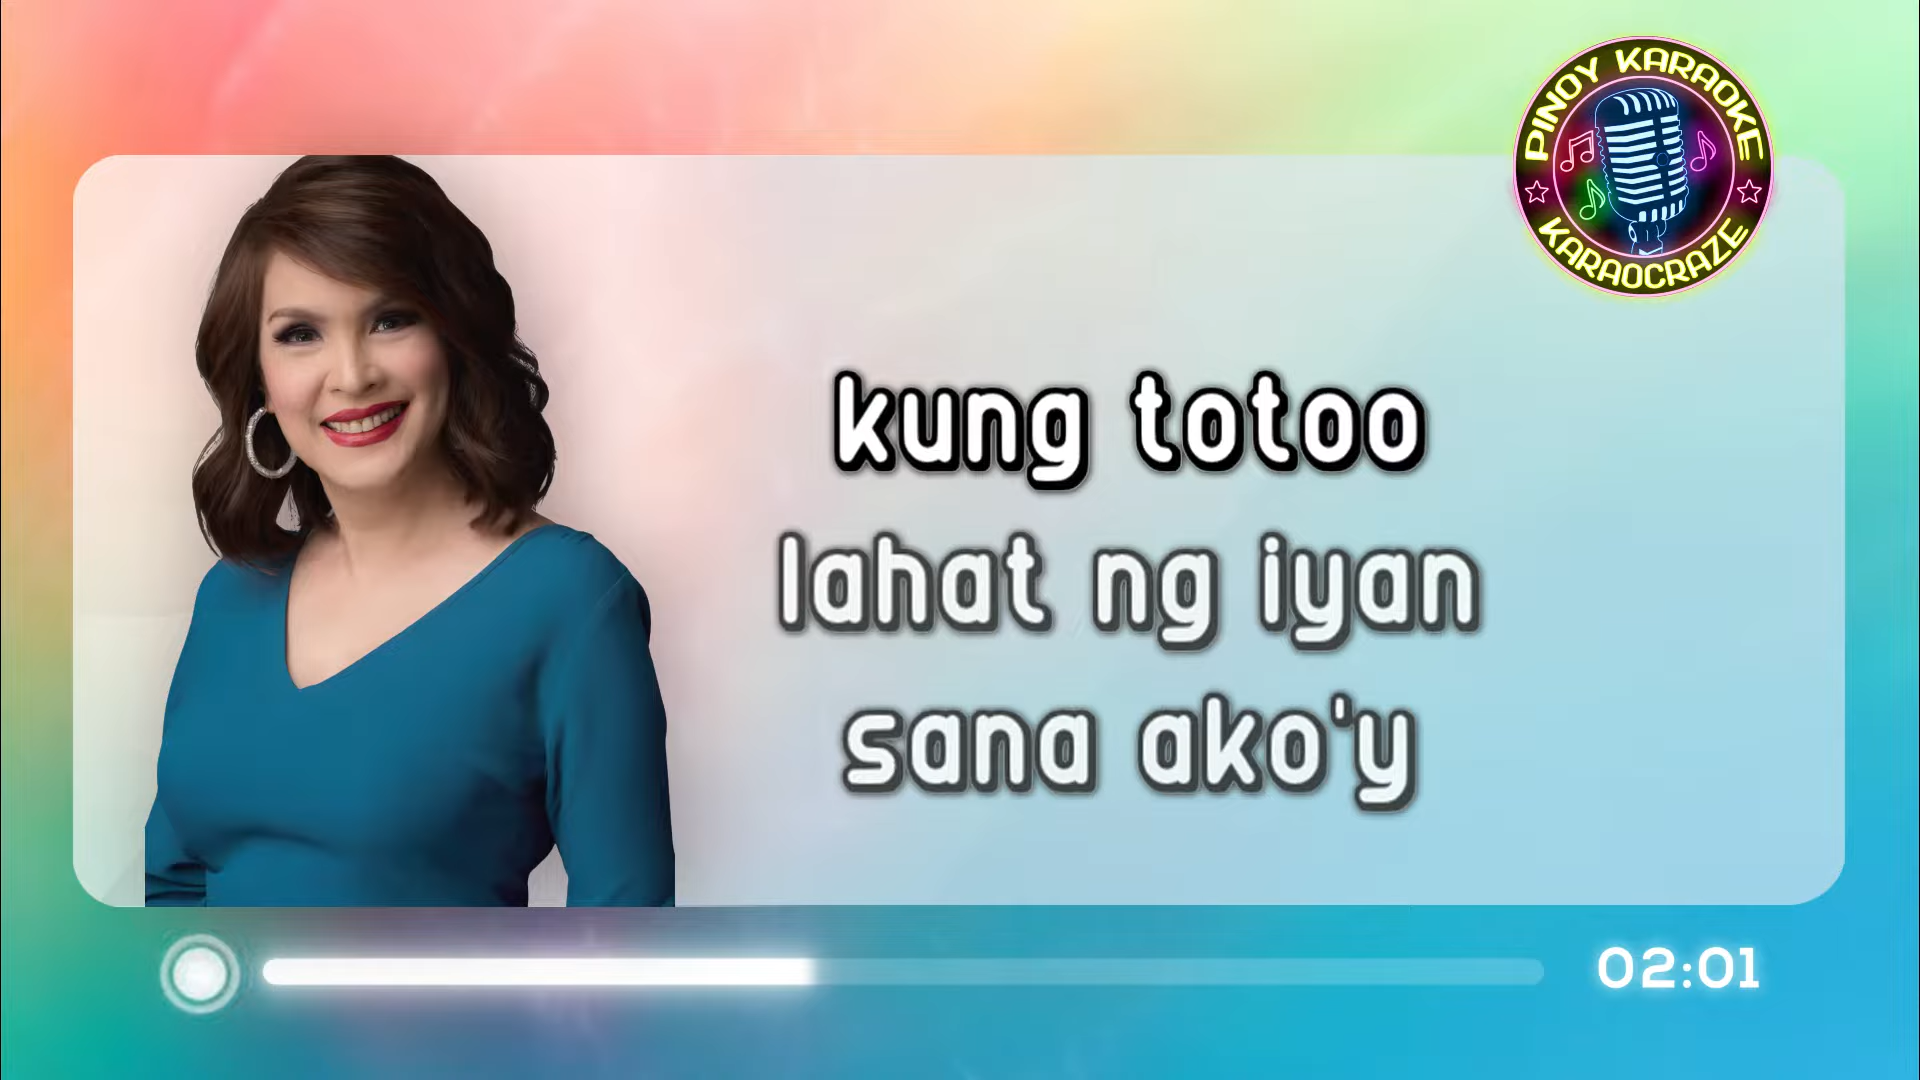 PINOY KARAOKE
KARAOCRAZE
kung totoo
lahat ng iyan
sana ako'y
02:01